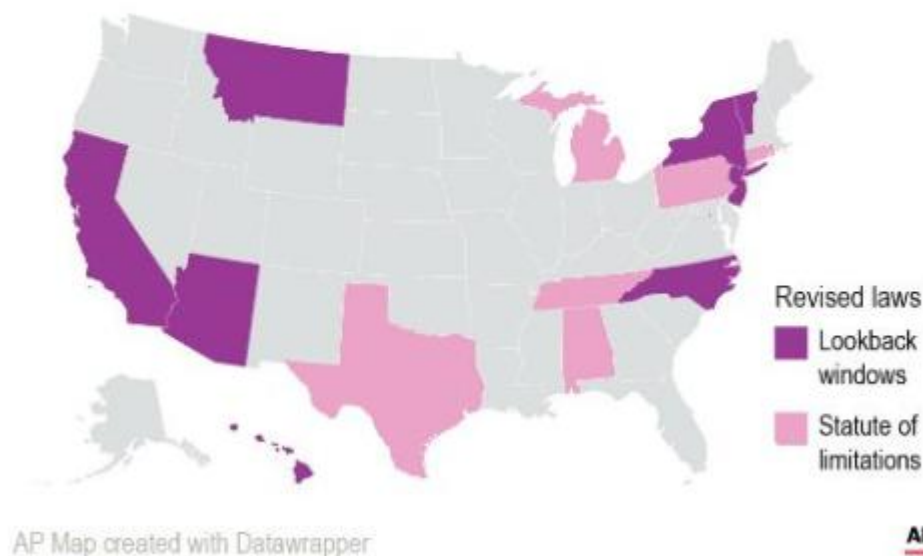 Revised laws
Lookback
windows
Statute of
limitations
AP Map created with Datawrapper